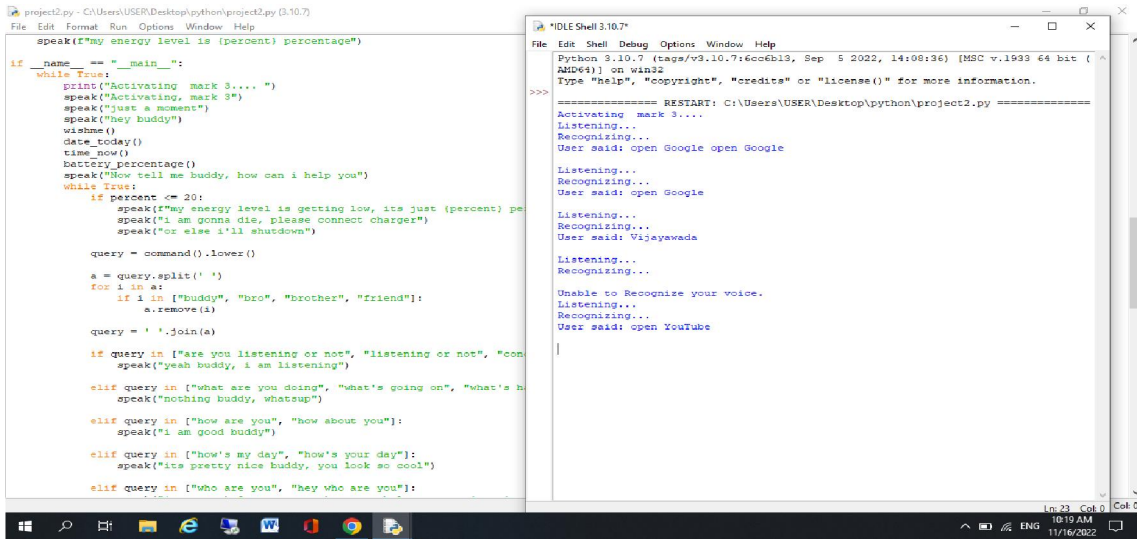 project2.py - C:\Users\USER\Desktop\python\project2.py (3.10.7)
File Edit Format Run Options Window Help
speak(f"my energy level is {percent} percentage")
if __name__ == "__main__":
while True:
print("Activating mark 3.... ")
speak("Activating, mark 3")
speak("just a moment")
speak("hey buddy")
wishme()
date_today()
time_now()
battery_percentage()
speak("Now tell me buddy, how can i help you")
while True:
if percent <= 20:
speak(f"my energy level is getting low, its just {percent} pe
speak("i am gonna die, please connect charger")
speak("or else i'll shutdown")
query = command().lower()
a = query.split(' ')
for i in a:
if i in ["buddy", "bro", "brother", "friend"]:
a.remove(i)
query = ' '.join(a)
if query in ["are you listening or not", "listening or not", "con
speak("yeah buddy, i am listening")
elif query in ["what are you doing", "what's going on", "what's h
speak("nothing buddy, whatsup")
elif query in ["how are you", "how about you"]:
speak("i am good buddy")
elif query in ["how's my day", "how's your day"]:
speak("its pretty nice buddy, you look so cool")
elif query in ["who are you", "hey who are you"]:
*IDLE Shell 3.10.7*
File Edit Shell Debug Options Window Help
Python 3.10.7 (tags/v3.10.7:6cc6b13, Sep 5 2022, 14:08:36) [MSC v.1933 64 bit (
AMD64)] on win32
Type "help", "copyright", "credits" or "license()" for more information.
>>>
============== RESTART: C:\Users\USER\Desktop\python\project2.py ==============
Activating mark 3....
Listening...
Recognizing...
User said: open Google open Google
Listening...
Recognizing...
User said: open Google
Listening...
Recognizing...
User said: Vijayawada
Listening...
Recognizing...
Unable to Recognize your voice.
Listening...
Recognizing...
User said: open YouTube
Ln: 23 Col: 0
Col: 0
ENG
10:19 AM
11/16/2022